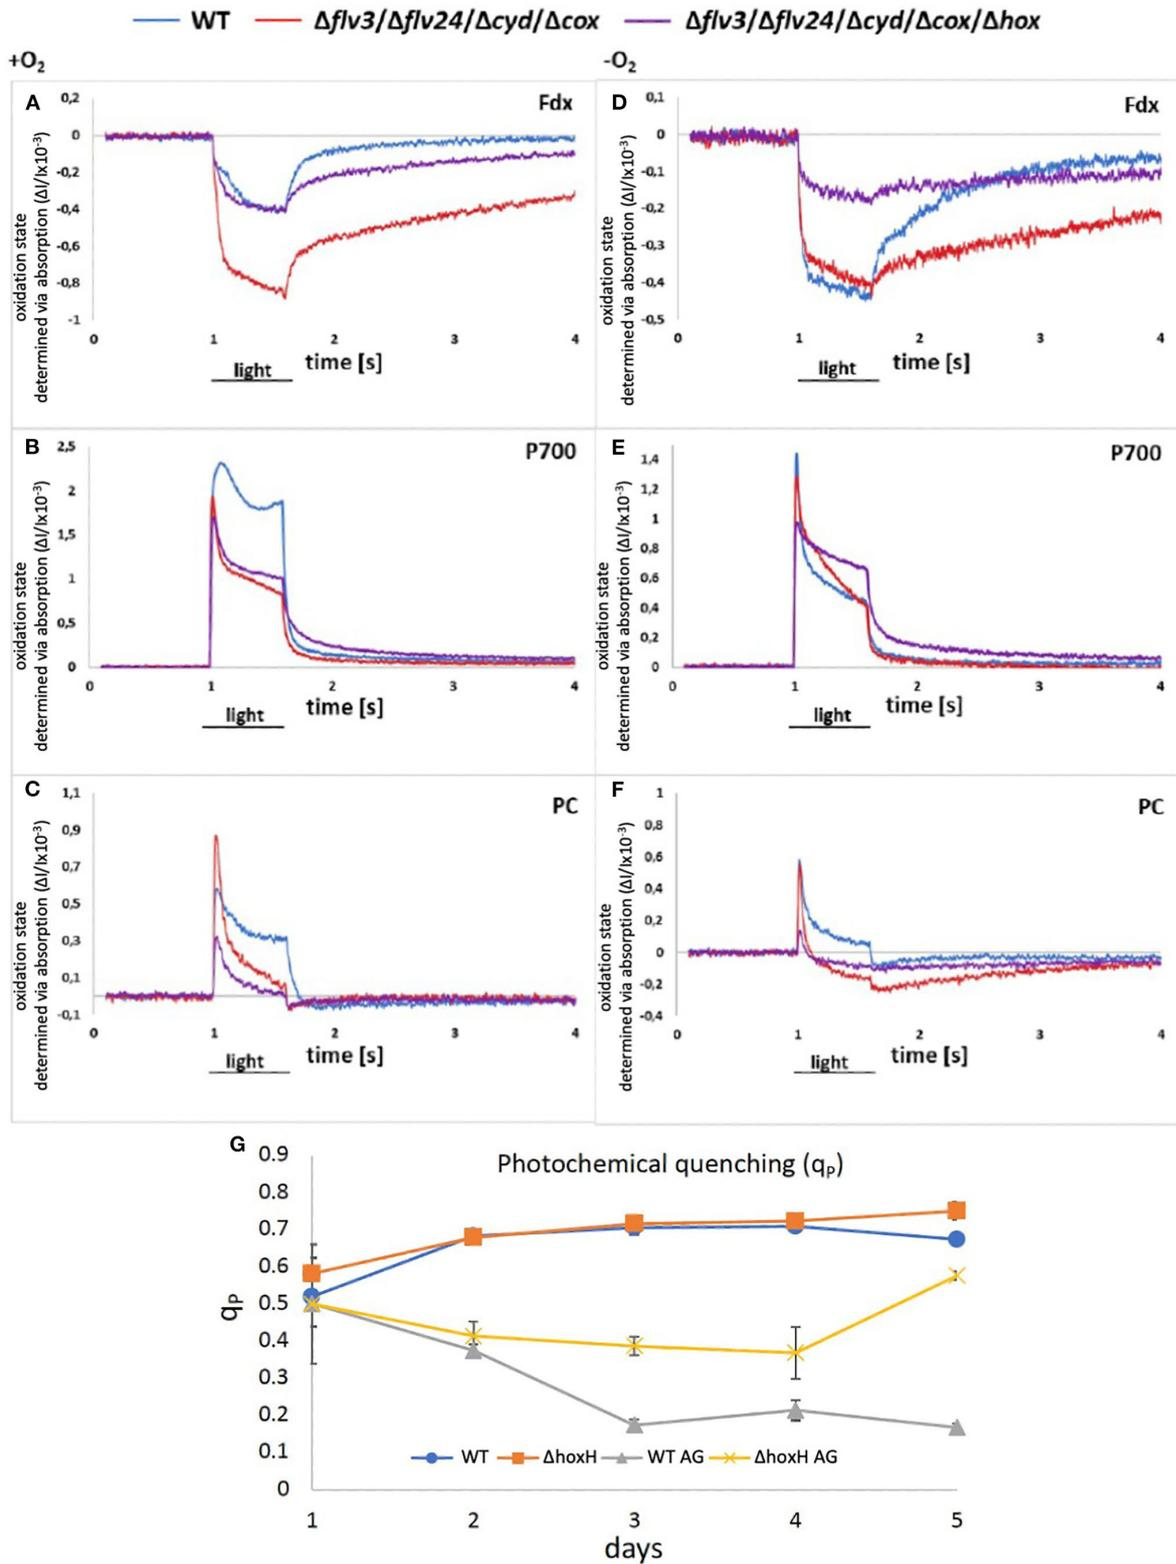 WT Δflv3/Δflv24/Δcyd/Δcox Δflv3/Δflv24/Δcyd/Δcox/Δhox
+O₂ -O₂
A
Fdx
oxidation state
determined via absorption (ΔI/Ix10⁻³)
0,2
0
-0,2
-0,4
-0,6
-0,8
-1
0 1 2 3 4
light
time [s]
D
Fdx
oxidation state
determined via absorption (ΔI/Ix10⁻³)
0,1
0
-0,1
-0,2
-0,3
-0,4
-0,5
0 1 2 3 4
light
time [s]
B
P700
oxidation state
determined via absorption (ΔI/Ix10⁻³)
2,5
2
1,5
1
0,5
0
0 1 2 3 4
light
time [s]
E
P700
oxidation state
determined via absorption (ΔI/Ix10⁻³)
1,4
1,2
1
0,8
0,6
0,4
0,2
0
0 1 2 3 4
light
time [s]
C
PC
oxidation state
determined via absorption (ΔI/Ix10⁻³)
1,1
0,9
0,7
0,5
0,3
0,1
-0,1
0 1 2 3 4
light
time [s]
F
PC
oxidation state
determined via absorption (ΔI/Ix10⁻³)
1
0,8
0,6
0,4
0,2
0
-0,2
-0,4
0 1 2 3 4
light
time [s]
G
Photochemical quenching (qₚ)
qₚ
0.9
0.8
0.7
0.6
0.5
0.4
0.3
0.2
0.1
0
WT ΔhoxH WT AG ΔhoxH AG
1 2 3 4 5
days